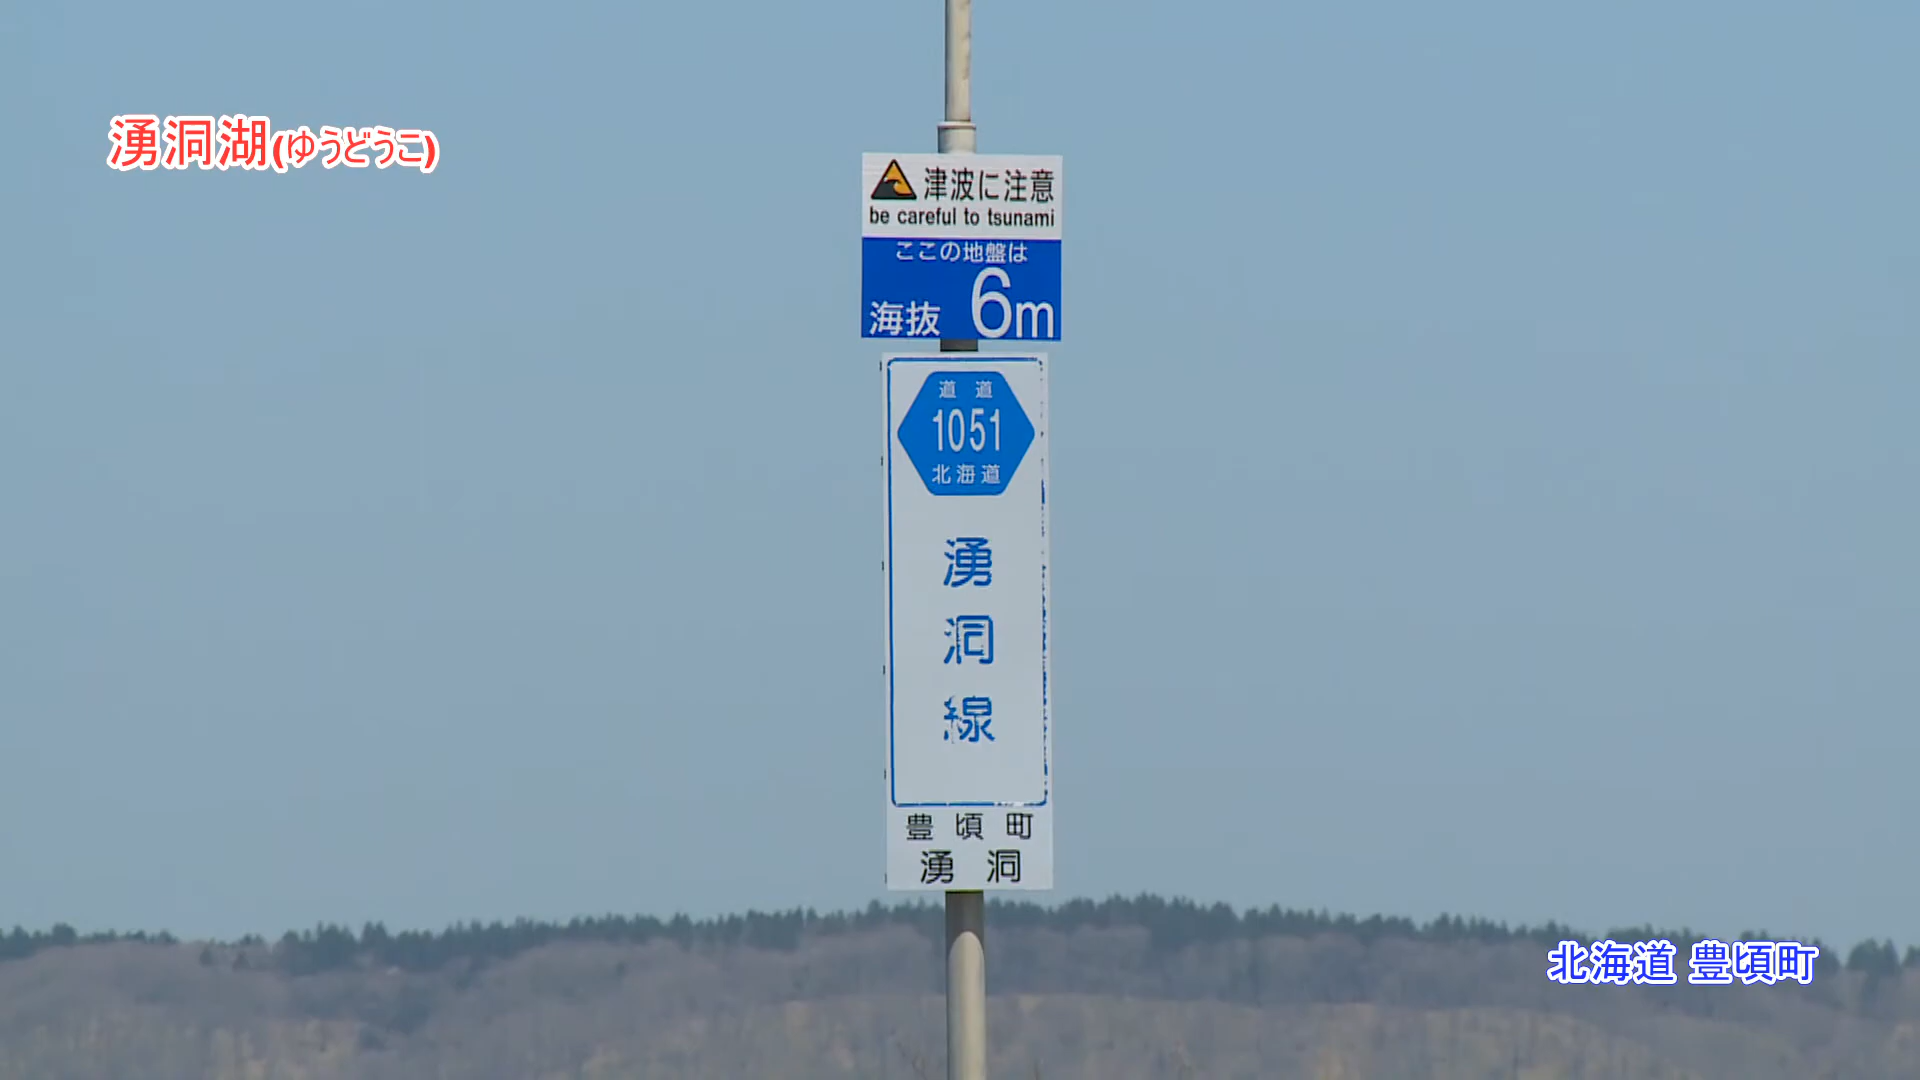 湧洞湖(ゆうどうこ)
津波に注意
be careful to tsunami
ここの地盤は
海抜 6m
道道
1051
北海道
湧洞線
豊頃町
湧洞
北海道 豊頃町